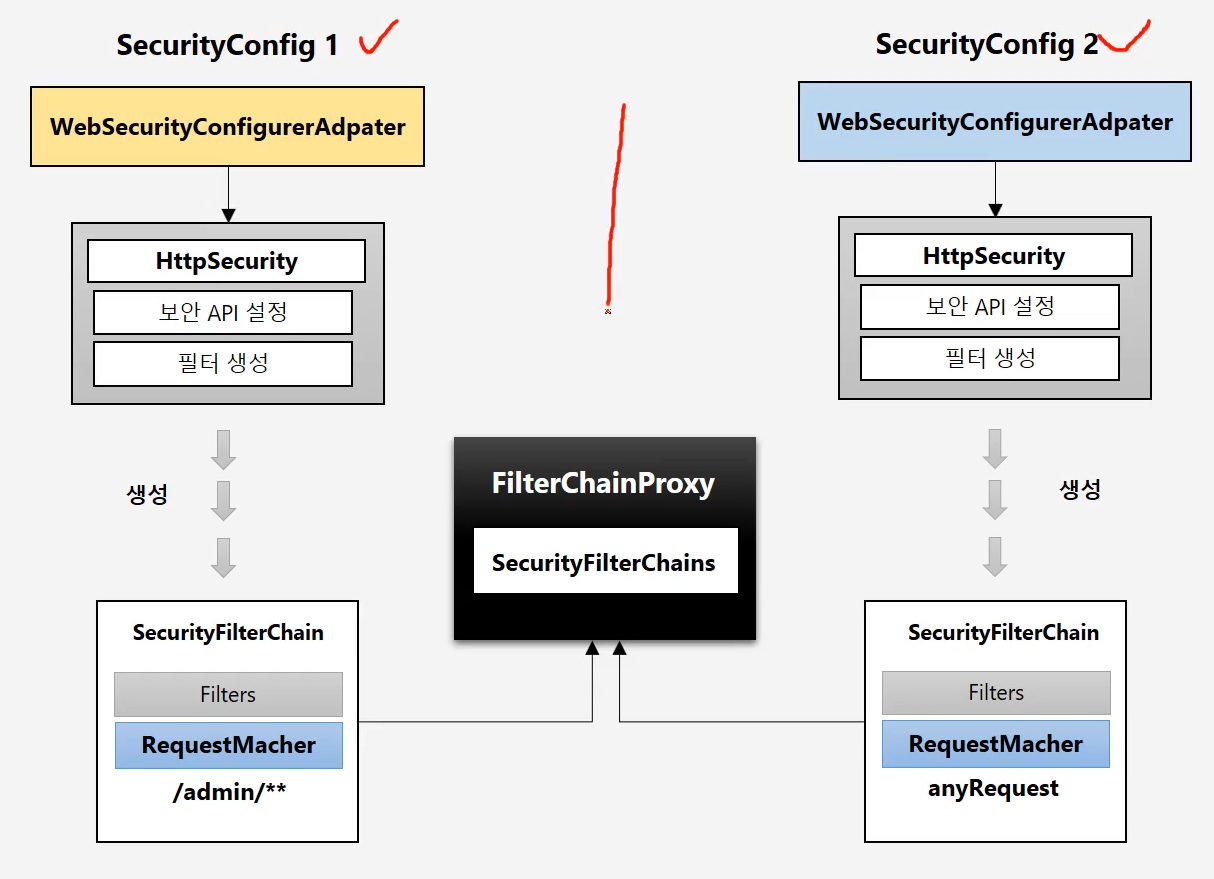 SecurityConfig 1
WebSecurityConfigurerAdpater
HttpSecurity
보안 API 설정
필터 생성
생성
SecurityFilterChain
Filters
RequestMacher
/admin/**
FilterChainProxy
SecurityFilterChains
SecurityConfig 2
WebSecurityConfigurerAdpater
HttpSecurity
보안 API 설정
필터 생성
생성
SecurityFilterChain
Filters
RequestMacher
anyRequest